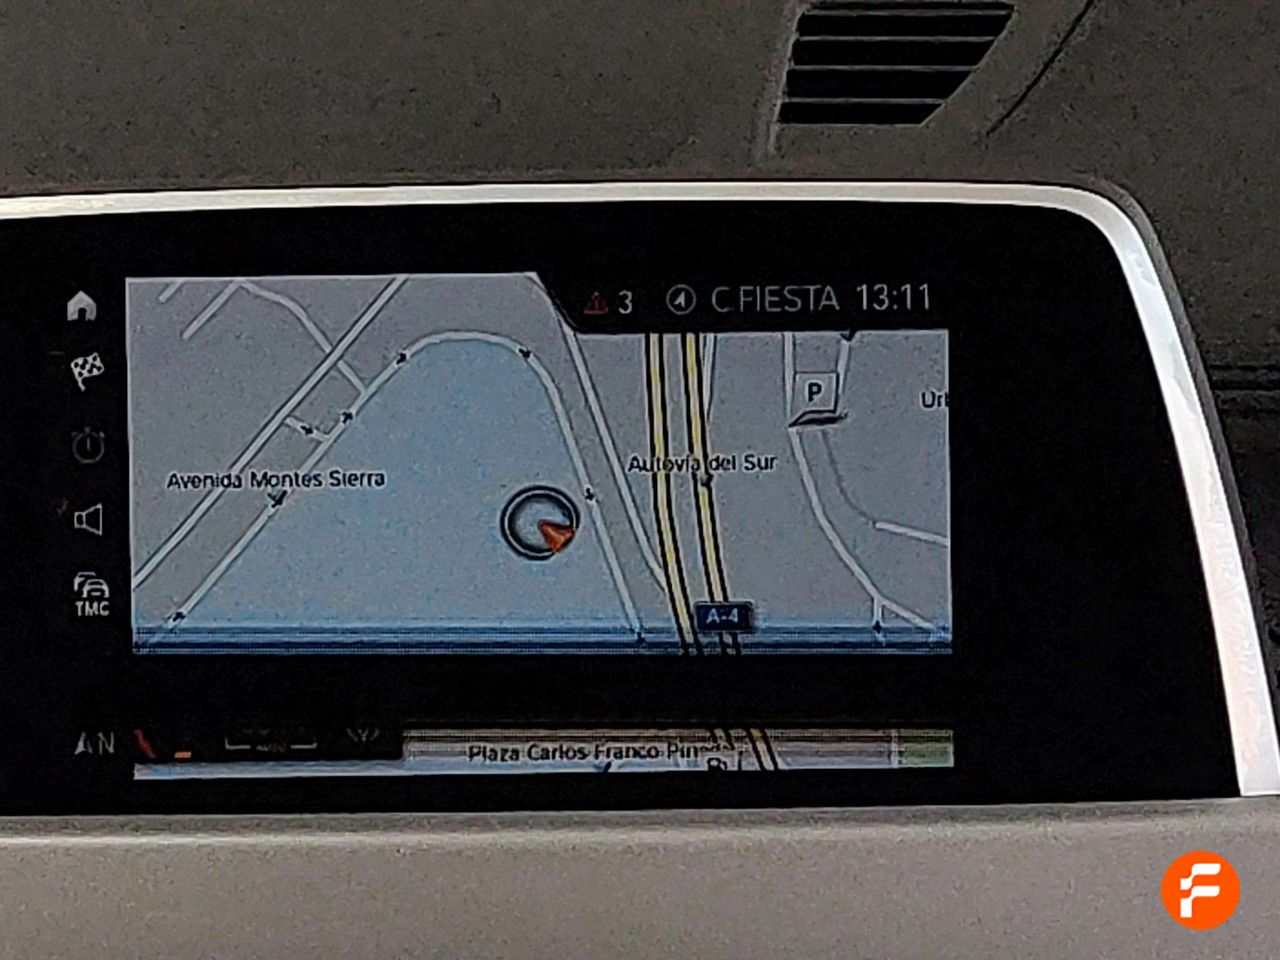 3 C.FIESTA 13:11
P
Autovía del Sur
Avenida Montes Sierra
TMC
A-4
N
Plaza Carlos Franco